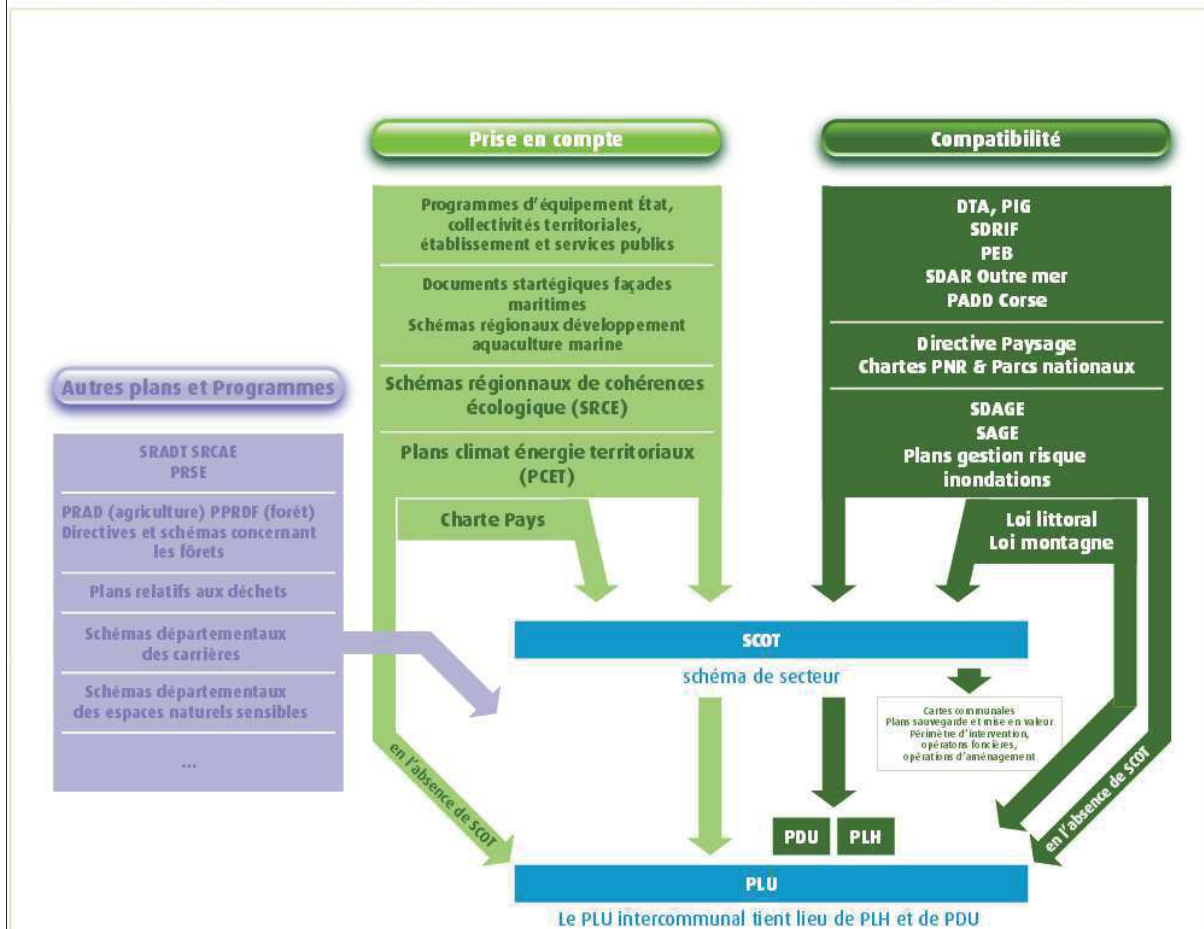 Prise en compte
Programmes d'équipement État,
collectivités territoriales,
établissement et services publics
Documents startégiques façades
maritimes
Schémas régionaux développement
aquaculture marine
Schémas régionnaux de cohérences
écologique (SRCE)
Plans climat énergie territoriaux
(PCET)
Charte Pays
en l'absence de SCOT
Compatibilité
DTA, PIG
SDRIF
PEB
SDAR Outre mer
PADD Corse
Directive Paysage
Chartes PNR & Parcs nationaux
SDAGE
SAGE
Plans gestion risque
inondations
Loi littoral
Loi montagne
en l'absence de SCOT
Autres plans et Programmes
SRADT SRCAE
PRSE
PRAD (agriculture) PPRDF (forêt)
Directives et schémas concernant
les fôrets
Plans relatifs aux déchets
Schémas départementaux
des carrières
Schémas départementaux
des espaces naturels sensibles
...
SCOT
schéma de secteur
Cartes communales
Plans sauvegarde et mise en valeur
Périmètre d'intervention,
opératons foncières,
opérations d'aménagement
PDU
PLH
PLU
Le PLU intercommunal tient lieu de PLH et de PDU